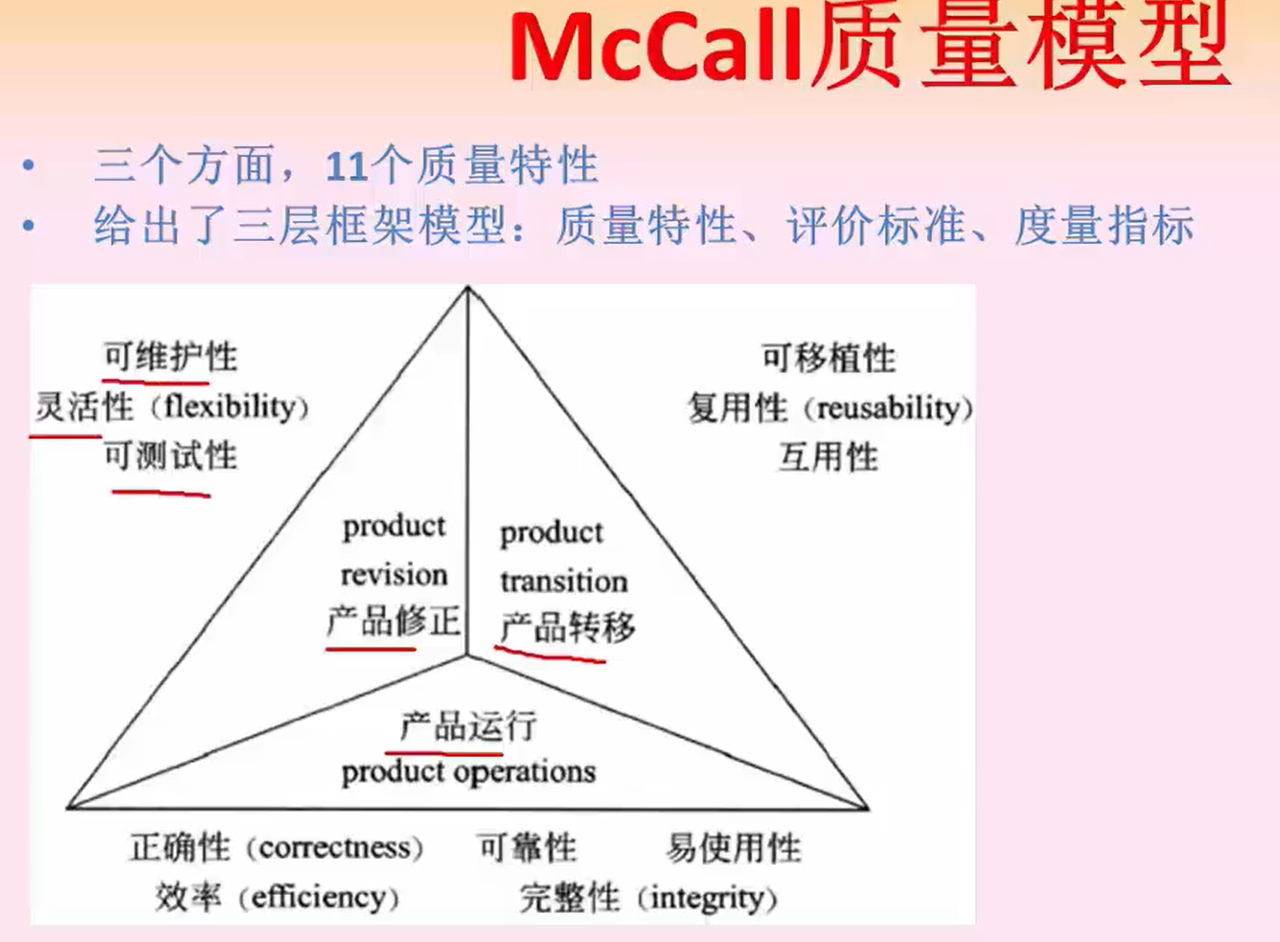 McCall质量模型
• 三个方面，11个质量特性
• 给出了三层框架模型：质量特性、评价标准、度量指标
可维护性
灵活性（flexibility）
可测试性
可移植性
复用性（reusability）
互用性
product
revision
产品修正
product
transition
产品转移
产品运行
product operations
正确性（correctness） 可靠性 易使用性
效率（efficiency） 完整性（integrity）